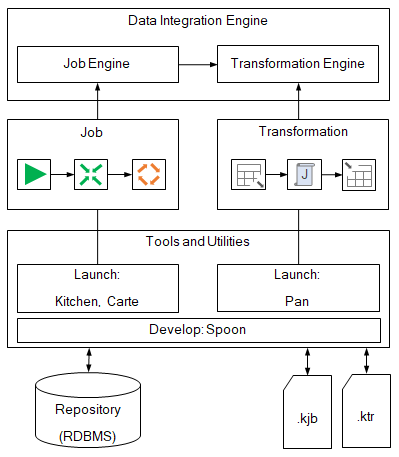 Data Integration Engine
Job Engine
Transformation Engine
Job
Transformation
J
Tools and Utilities
Launch:
Kitchen, Carte
Launch:
Pan
Develop: Spoon
Repository
(RDBMS)
.kjb
.ktr